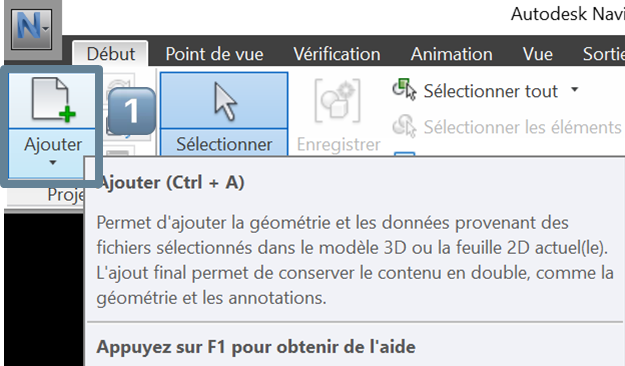 Autodesk Navi
N
Début Point de vue Vérification Animation Vue Sortie
1
Sélectionner tout
Ajouter Sélectionner Enregistrer Sélectionner les éléments
Proje
Ajouter (Ctrl + A)
Permet d'ajouter la géométrie et les données provenant des
fichiers sélectionnés dans le modèle 3D ou la feuille 2D actuel(le).
L'ajout final permet de conserver le contenu en double, comme la
géométrie et les annotations.
Appuyez sur F1 pour obtenir de l'aide